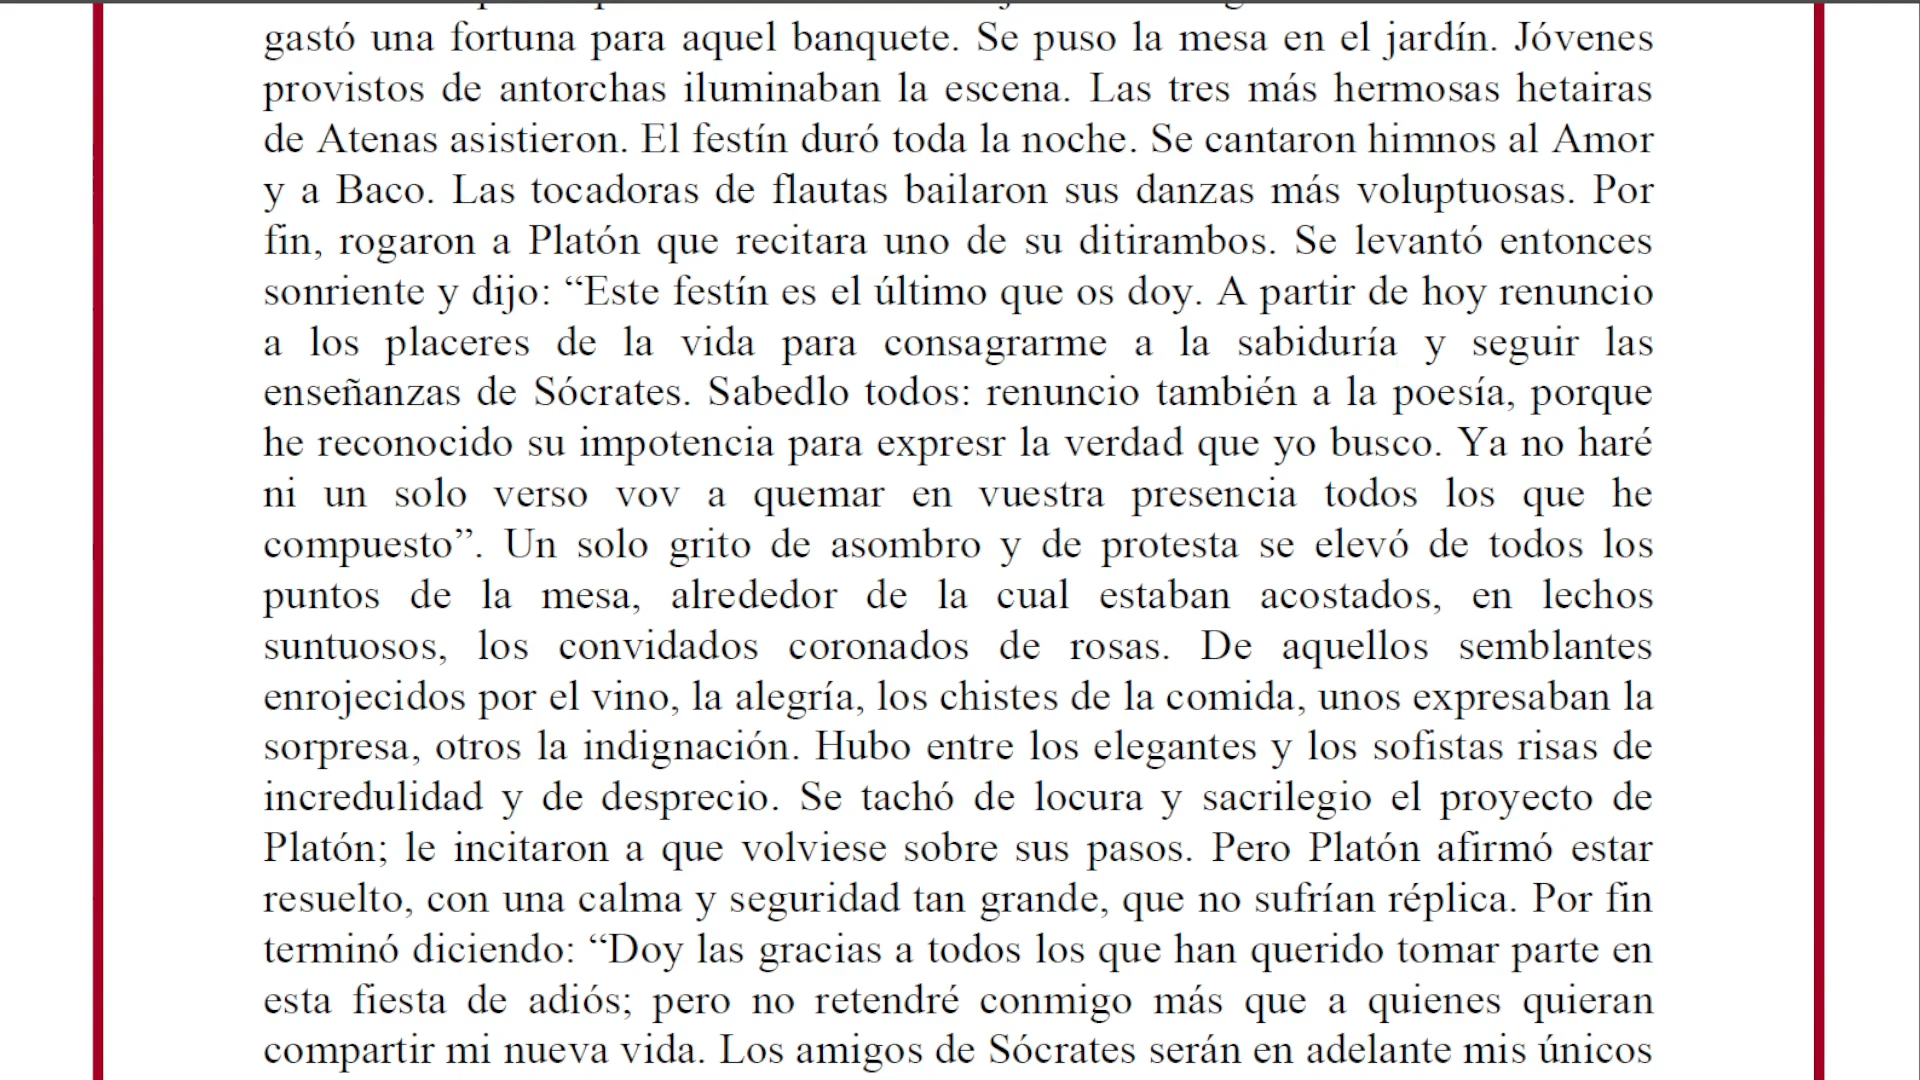 gastó una fortuna para aquel banquete. Se puso la mesa en el jardín. Jóvenes
provistos de antorchas iluminaban la escena. Las tres más hermosas hetairas
de Atenas asistieron. El festín duró toda la noche. Se cantaron himnos al Amor
y a Baco. Las tocadoras de flautas bailaron sus danzas más voluptuosas. Por
fin, rogaron a Platón que recitara uno de su ditirambos. Se levantó entonces
sonriente y dijo: “Este festín es el último que os doy. A partir de hoy renuncio
a los placeres de la vida para consagrarme a la sabiduría y seguir las
enseñanzas de Sócrates. Sabedlo todos: renuncio también a la poesía, porque
he reconocido su impotencia para expresr la verdad que yo busco. Ya no haré
ni un solo verso vov a quemar en vuestra presencia todos los que he
compuesto”. Un solo grito de asombro y de protesta se elevó de todos los
puntos de la mesa, alrededor de la cual estaban acostados, en lechos
suntuosos, los convidados coronados de rosas. De aquellos semblantes
enrojecidos por el vino, la alegría, los chistes de la comida, unos expresaban la
sorpresa, otros la indignación. Hubo entre los elegantes y los sofistas risas de
incredulidad y de desprecio. Se tachó de locura y sacrilegio el proyecto de
Platón; le incitaron a que volviese sobre sus pasos. Pero Platón afirmó estar
resuelto, con una calma y seguridad tan grande, que no sufrían réplica. Por fin
terminó diciendo: “Doy las gracias a todos los que han querido tomar parte en
esta fiesta de adiós; pero no retendré conmigo más que a quienes quieran
compartir mi nueva vida. Los amigos de Sócrates serán en adelante mis únicos